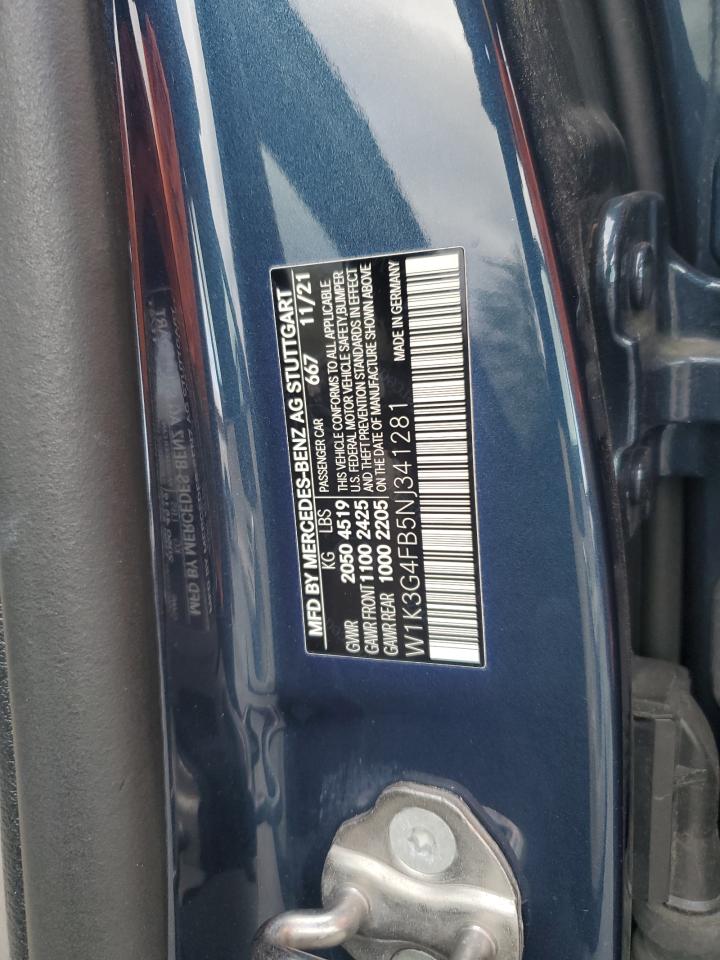 MFD BY MERCEDES-BENZ AG STUTTGART
KG LBS 667 11/21
PASSENGER CAR
GVWR 2050 4519
GAWR FRONT 1100 2425
GAWR REAR 1000 2205
THIS VEHICLE CONFORMS TO ALL APPLICABLE
U.S. FEDERAL MOTOR VEHICLE SAFETY,BUMPER
AND THEFT PREVENTION STANDARDS IN EFFECT
ON THE DATE OF MANUFACTURE SHOWN ABOVE
MADE IN GERMANY
W1K3G4FB5NJ341281